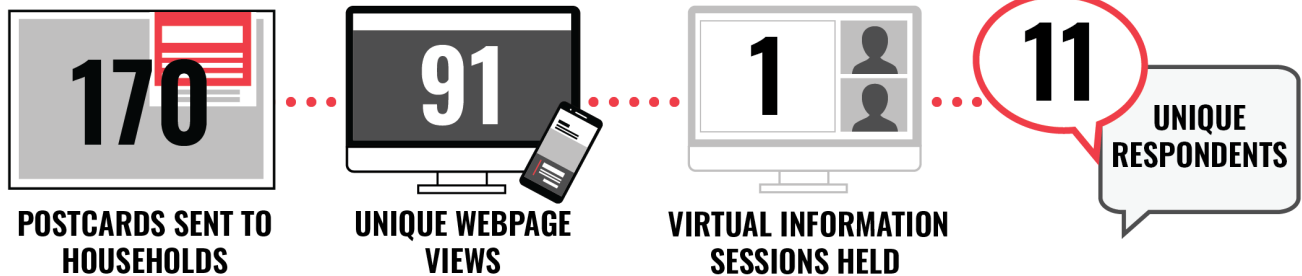 170
POSTCARDS SENT TO
HOUSEHOLDS
91
UNIQUE WEBPAGE
VIEWS
1
VIRTUAL INFORMATION
SESSIONS HELD
11
UNIQUE
RESPONDENTS